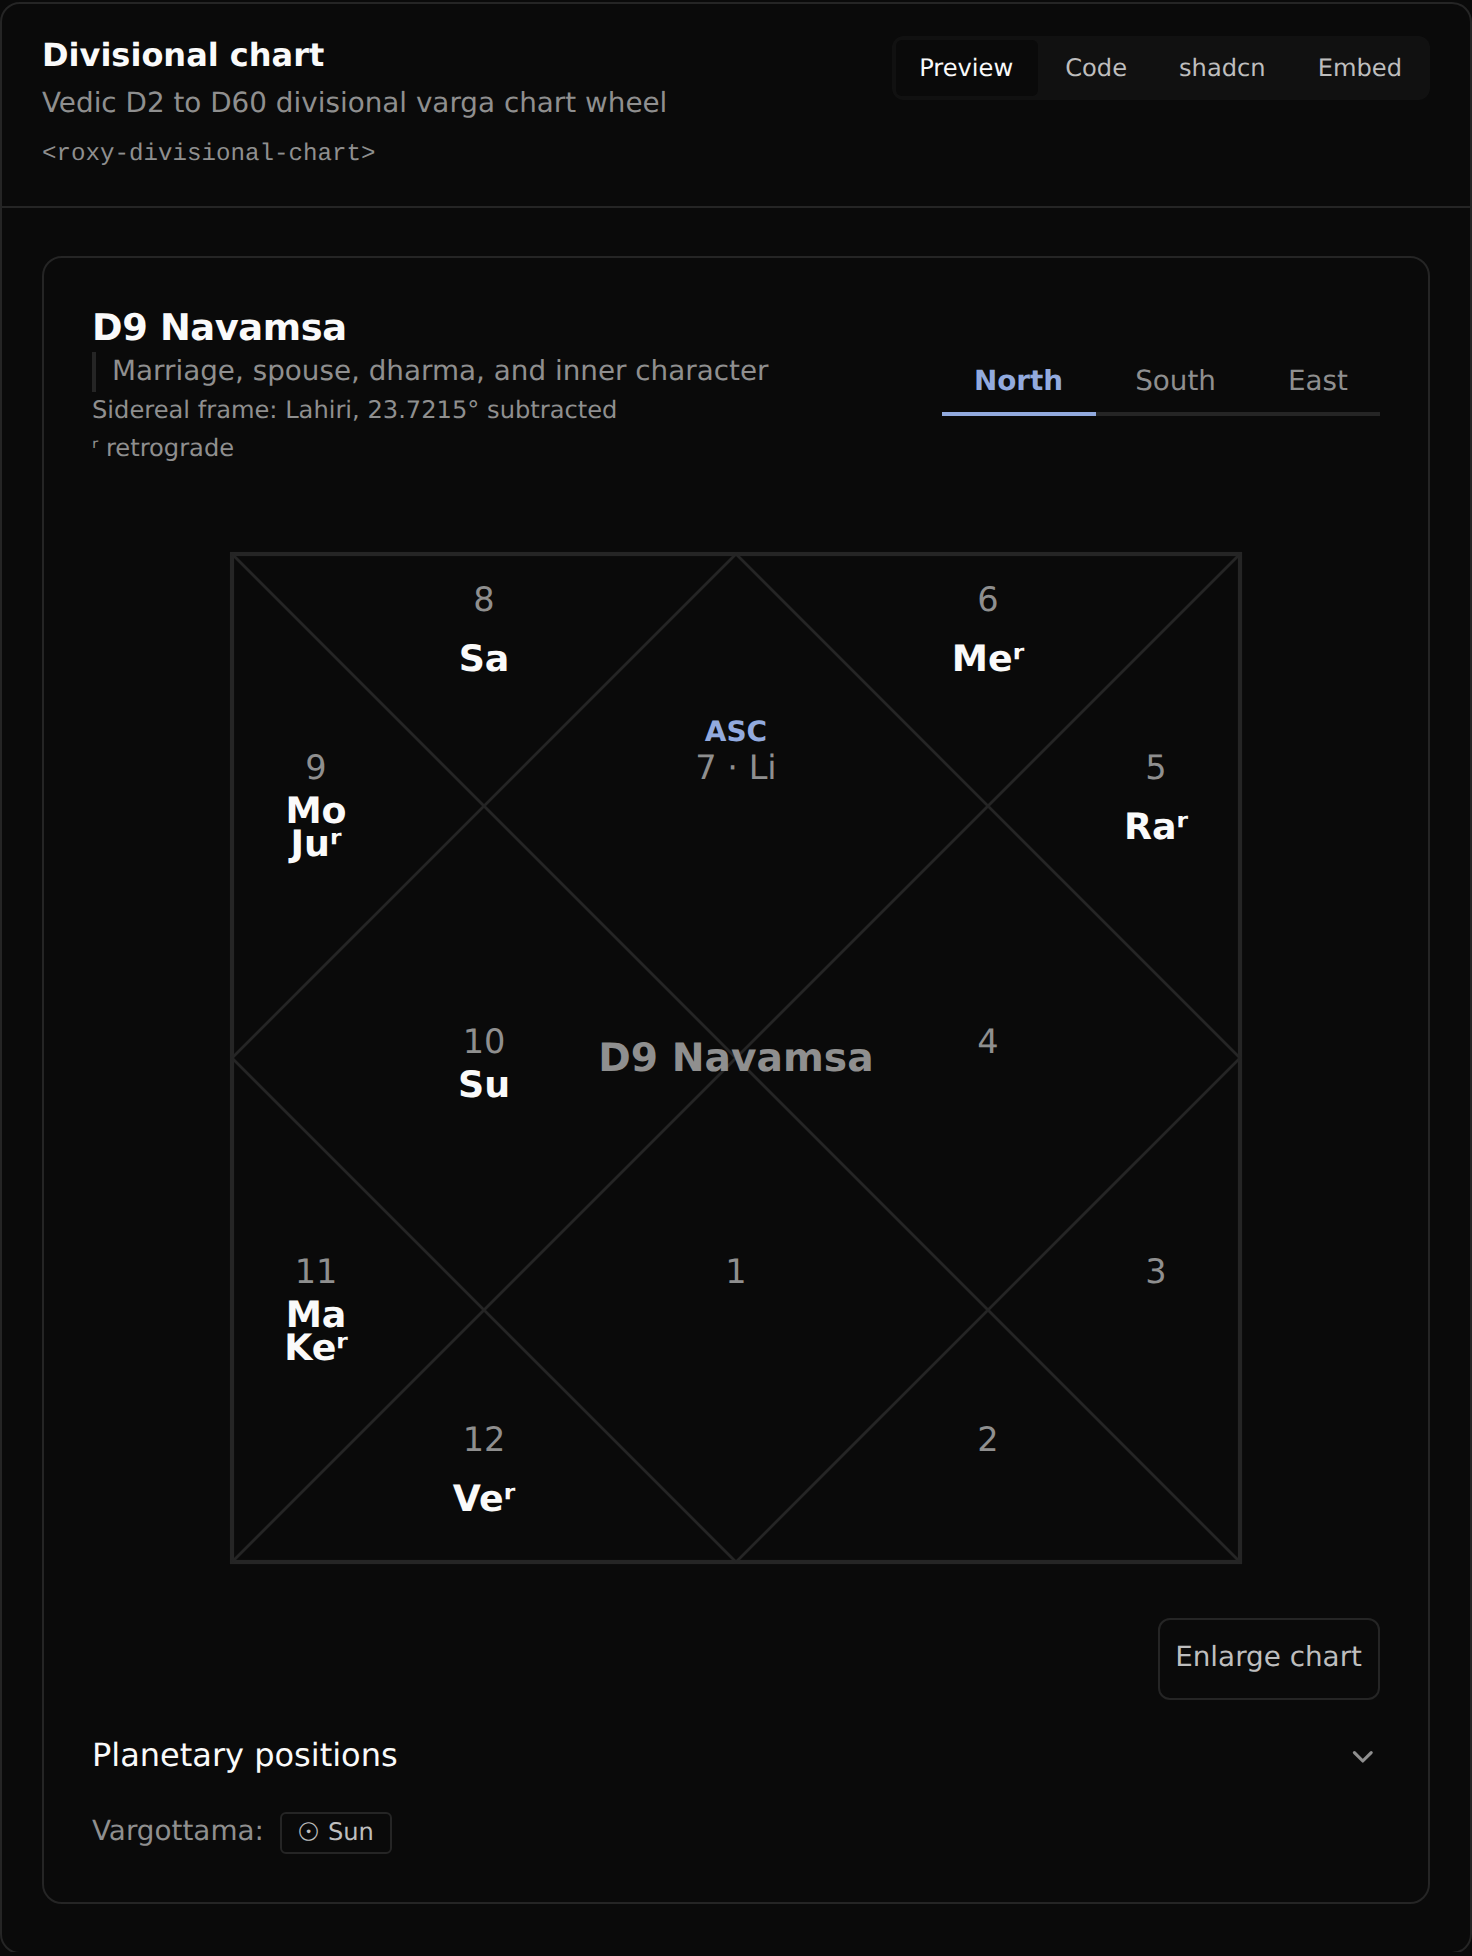 Divisional chart
Vedic D2 to D60 divisional varga chart wheel
<roxy-divisional-chart>
Preview
Code
shadcn
Embed
D9 Navamsa
Marriage, spouse, dharma, and inner character
Sidereal frame: Lahiri, 23.7215° subtracted
ʳ retrograde
North
South
East
8
Sa
6
Meʳ
ASC
7 · Li
9
Mo
Juʳ
5
Raʳ
10
Su
D9 Navamsa
4
11
Ma
Keʳ
1
3
12
Veʳ
2
Enlarge chart
Planetary positions
Vargottama: ☉ Sun